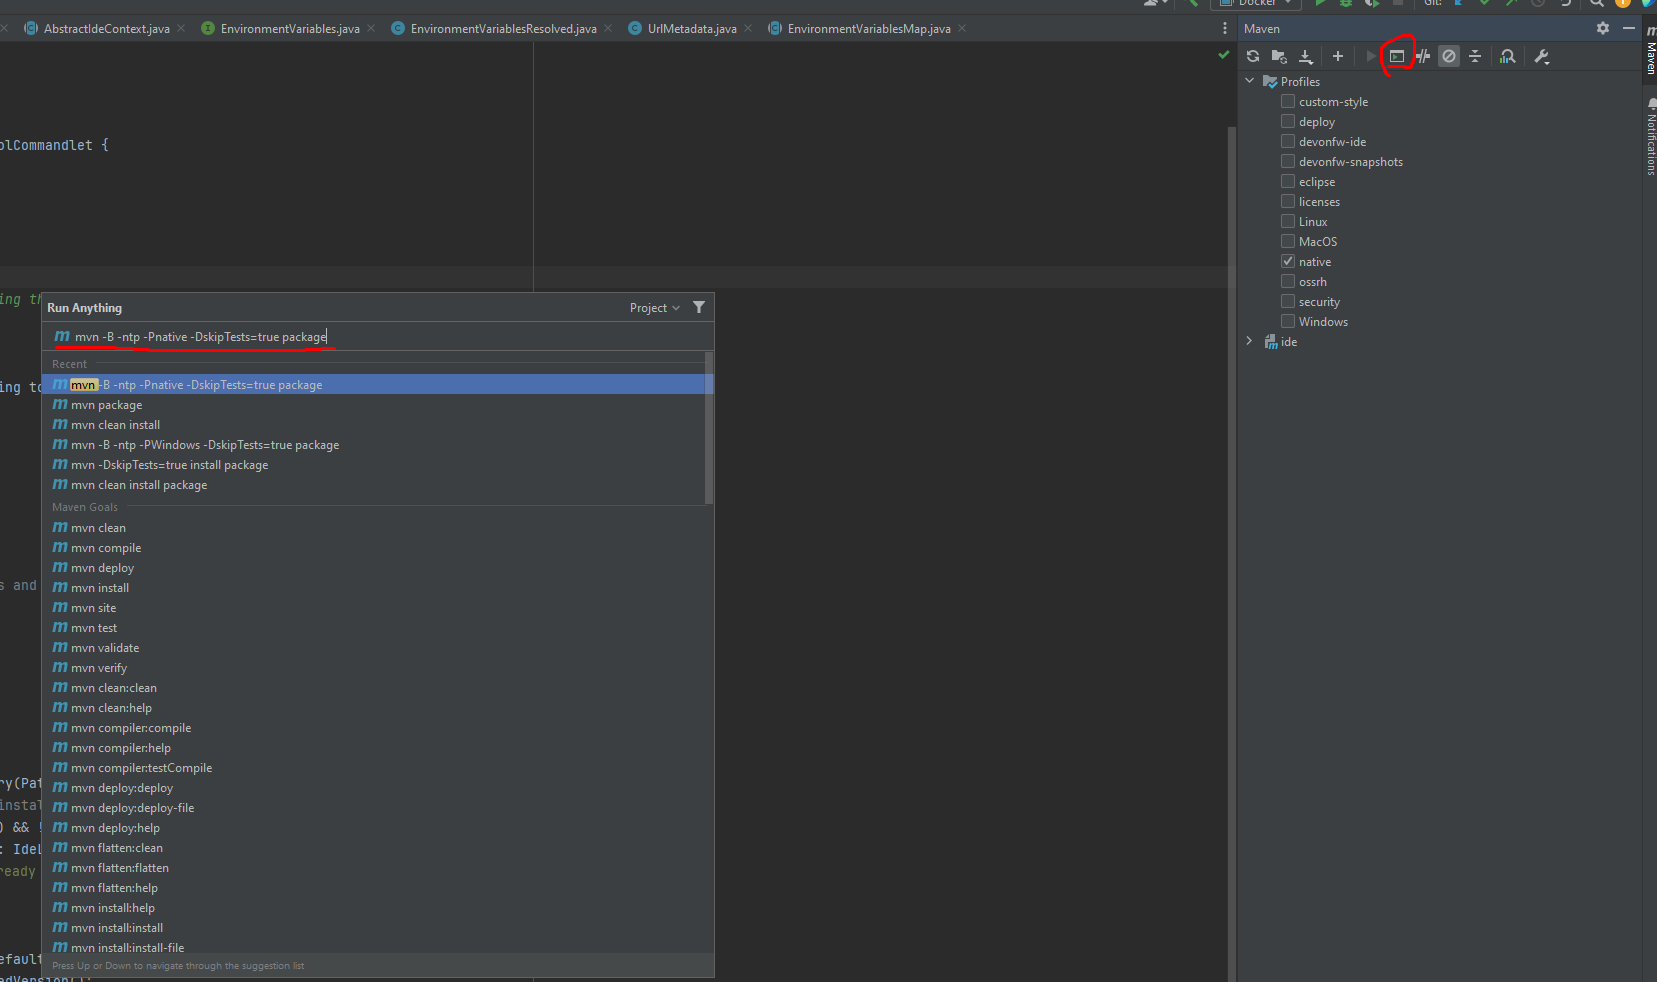 Docker
Git:
AbstractIdeContext.java
EnvironmentVariables.java
EnvironmentVariablesResolved.java
UrlMetadata.java
EnvironmentVariablesMap.java
Maven
Maven
Notifications
Profiles
custom-style
deploy
devonfw-ide
devonfw-snapshots
eclipse
licenses
Linux
MacOS
native
ossrh
security
Windows
ide
olCommandlet {
ing th
ing to
s and
ry(Pat
instal
) && !
: IdeL
ready
efault
edVersion();
Run Anything
Project
mvn -B -ntp -Pnative -DskipTests=true package
Recent
mvn -B -ntp -Pnative -DskipTests=true package
mvn package
mvn clean install
mvn -B -ntp -PWindows -DskipTests=true package
mvn -DskipTests=true install package
mvn clean install package
Maven Goals
mvn clean
mvn compile
mvn deploy
mvn install
mvn site
mvn test
mvn validate
mvn verify
mvn clean:clean
mvn clean:help
mvn compiler:compile
mvn compiler:help
mvn compiler:testCompile
mvn deploy:deploy
mvn deploy:deploy-file
mvn deploy:help
mvn flatten:clean
mvn flatten:flatten
mvn flatten:help
mvn install:help
mvn install:install
mvn install:install-file
Press Up or Down to navigate through the suggestion list